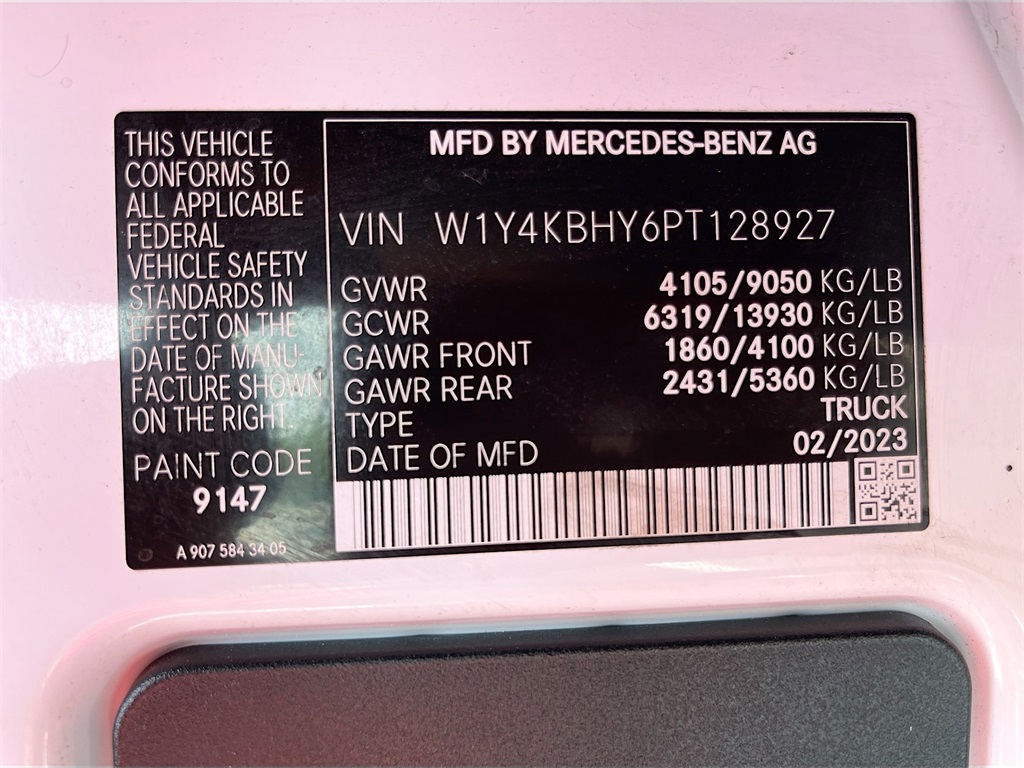 THIS VEHICLE
CONFORMS TO
ALL APPLICABLE
FEDERAL
VEHICLE SAFETY
STANDARDS IN
EFFECT ON THE
DATE OF MANU-
FACTURE SHOWN
ON THE RIGHT.
PAINT CODE
9147
A 907 584 34 05
MFD BY MERCEDES-BENZ AG
VIN W1Y4KBHY6PT128927
GVWR 4105/9050 KG/LB
GCWR 6319/13930 KG/LB
GAWR FRONT 1860/4100 KG/LB
GAWR REAR 2431/5360 KG/LB
TYPE TRUCK
DATE OF MFD 02/2023